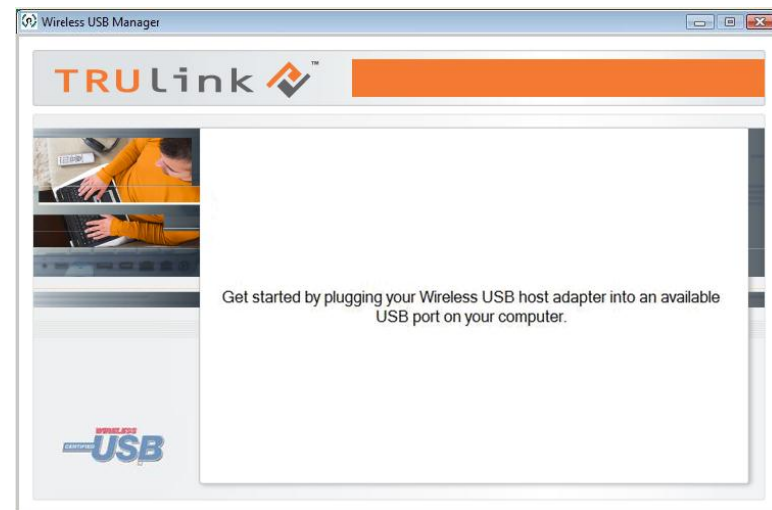 Wireless USB Manager
TRULink ™
Get started by plugging your Wireless USB host adapter into an available
USB port on your computer.
WIRELESS
CERTIFIED USB